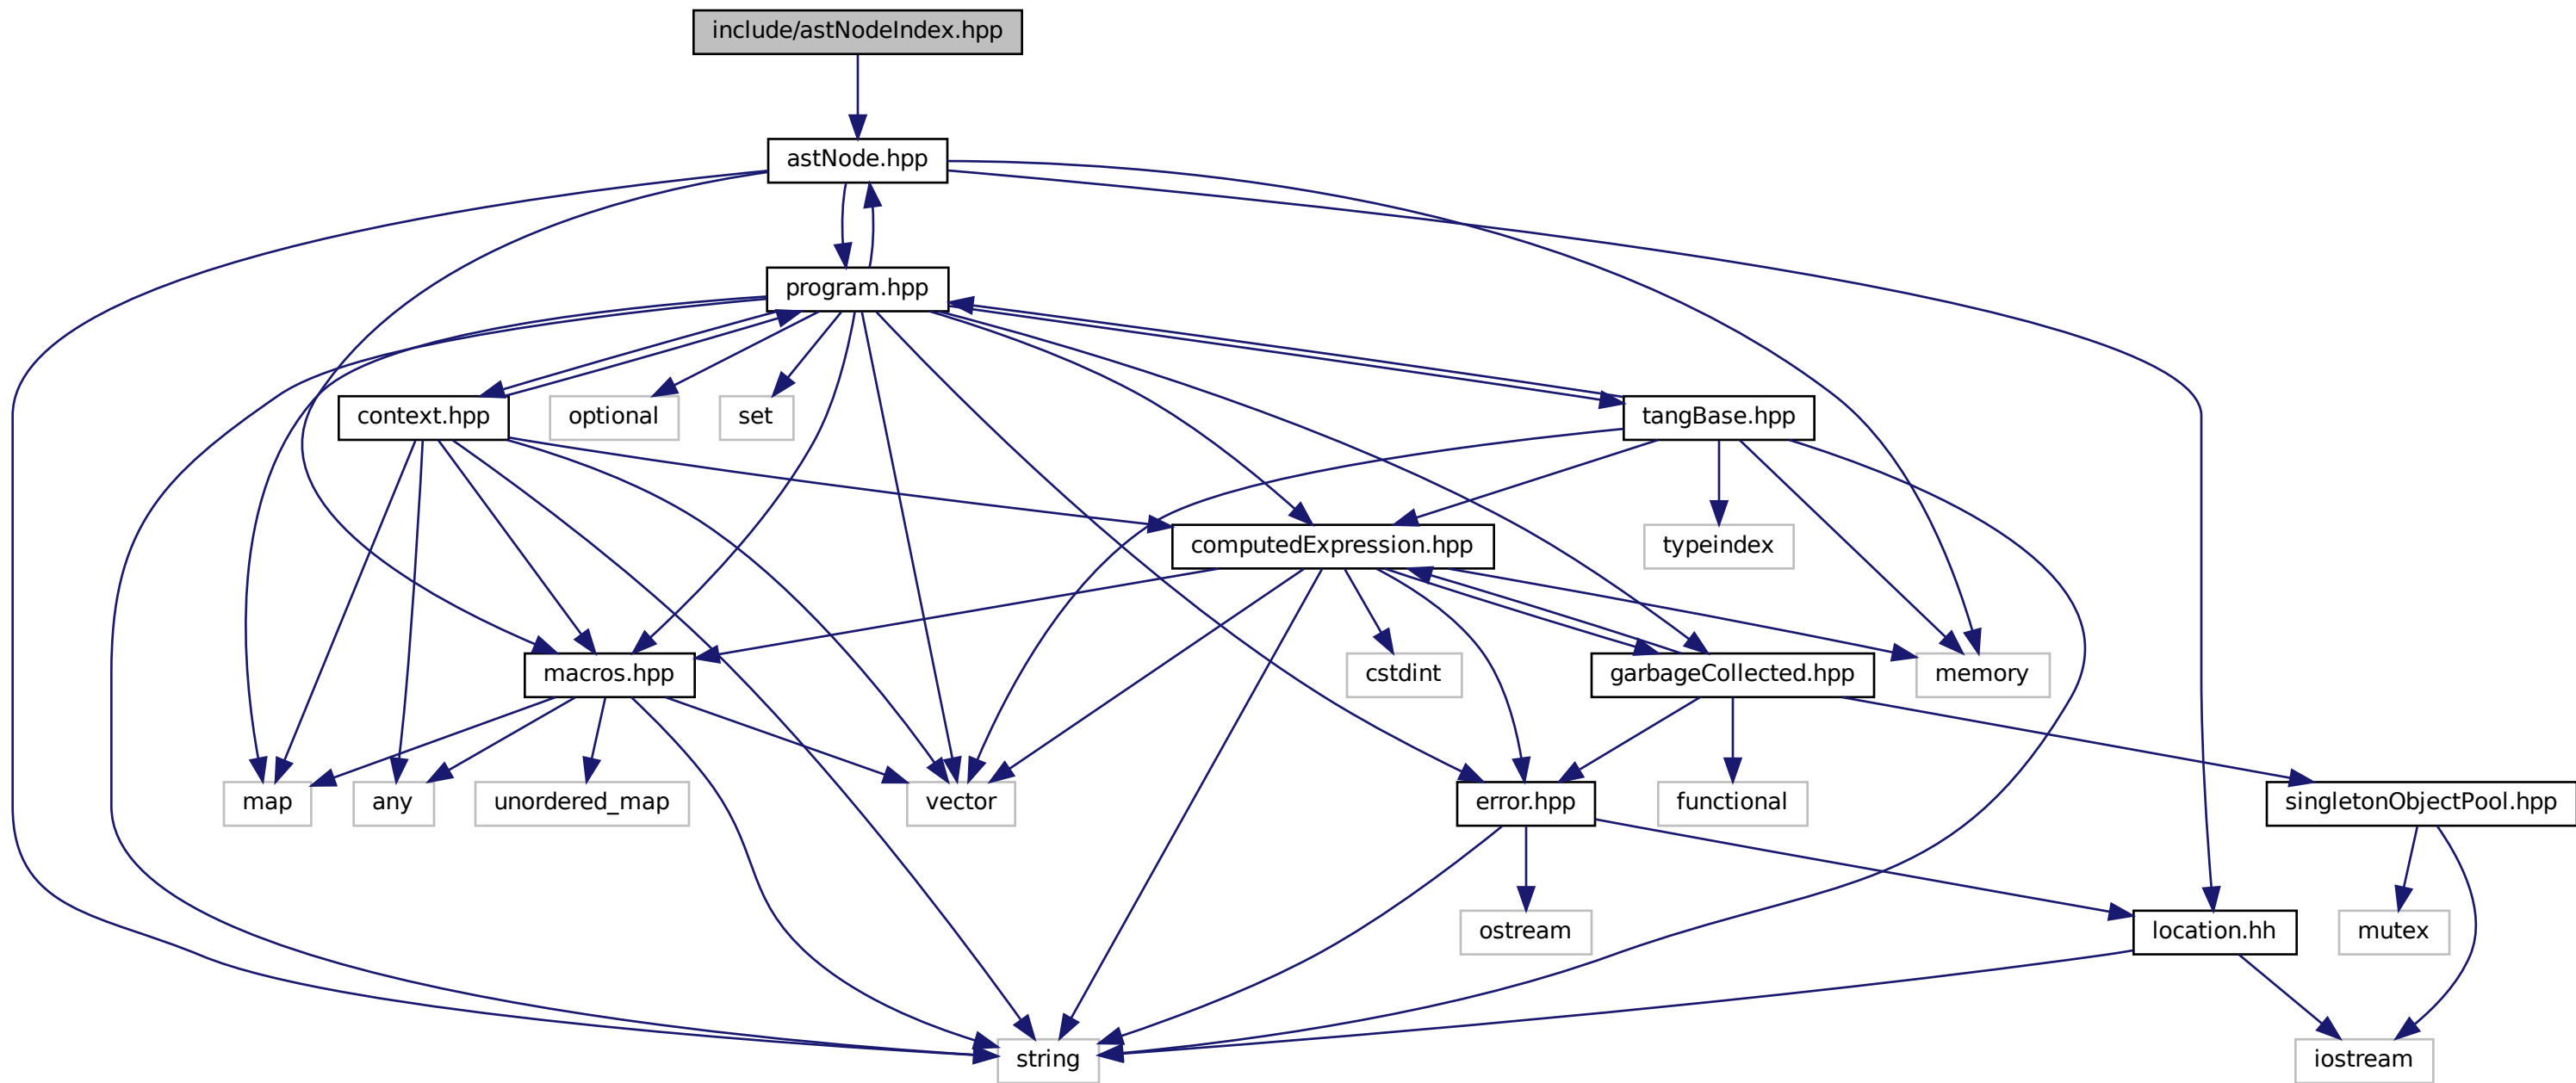 include/astNodeIndex.hpp
astNode.hpp
program.hpp
context.hpp
optional
set
tangBase.hpp
computedExpression.hpp
typeindex
macros.hpp
cstdint
garbageCollected.hpp
memory
map
any
unordered_map
vector
error.hpp
functional
singletonObjectPool.hpp
ostream
location.hh
mutex
string
iostream